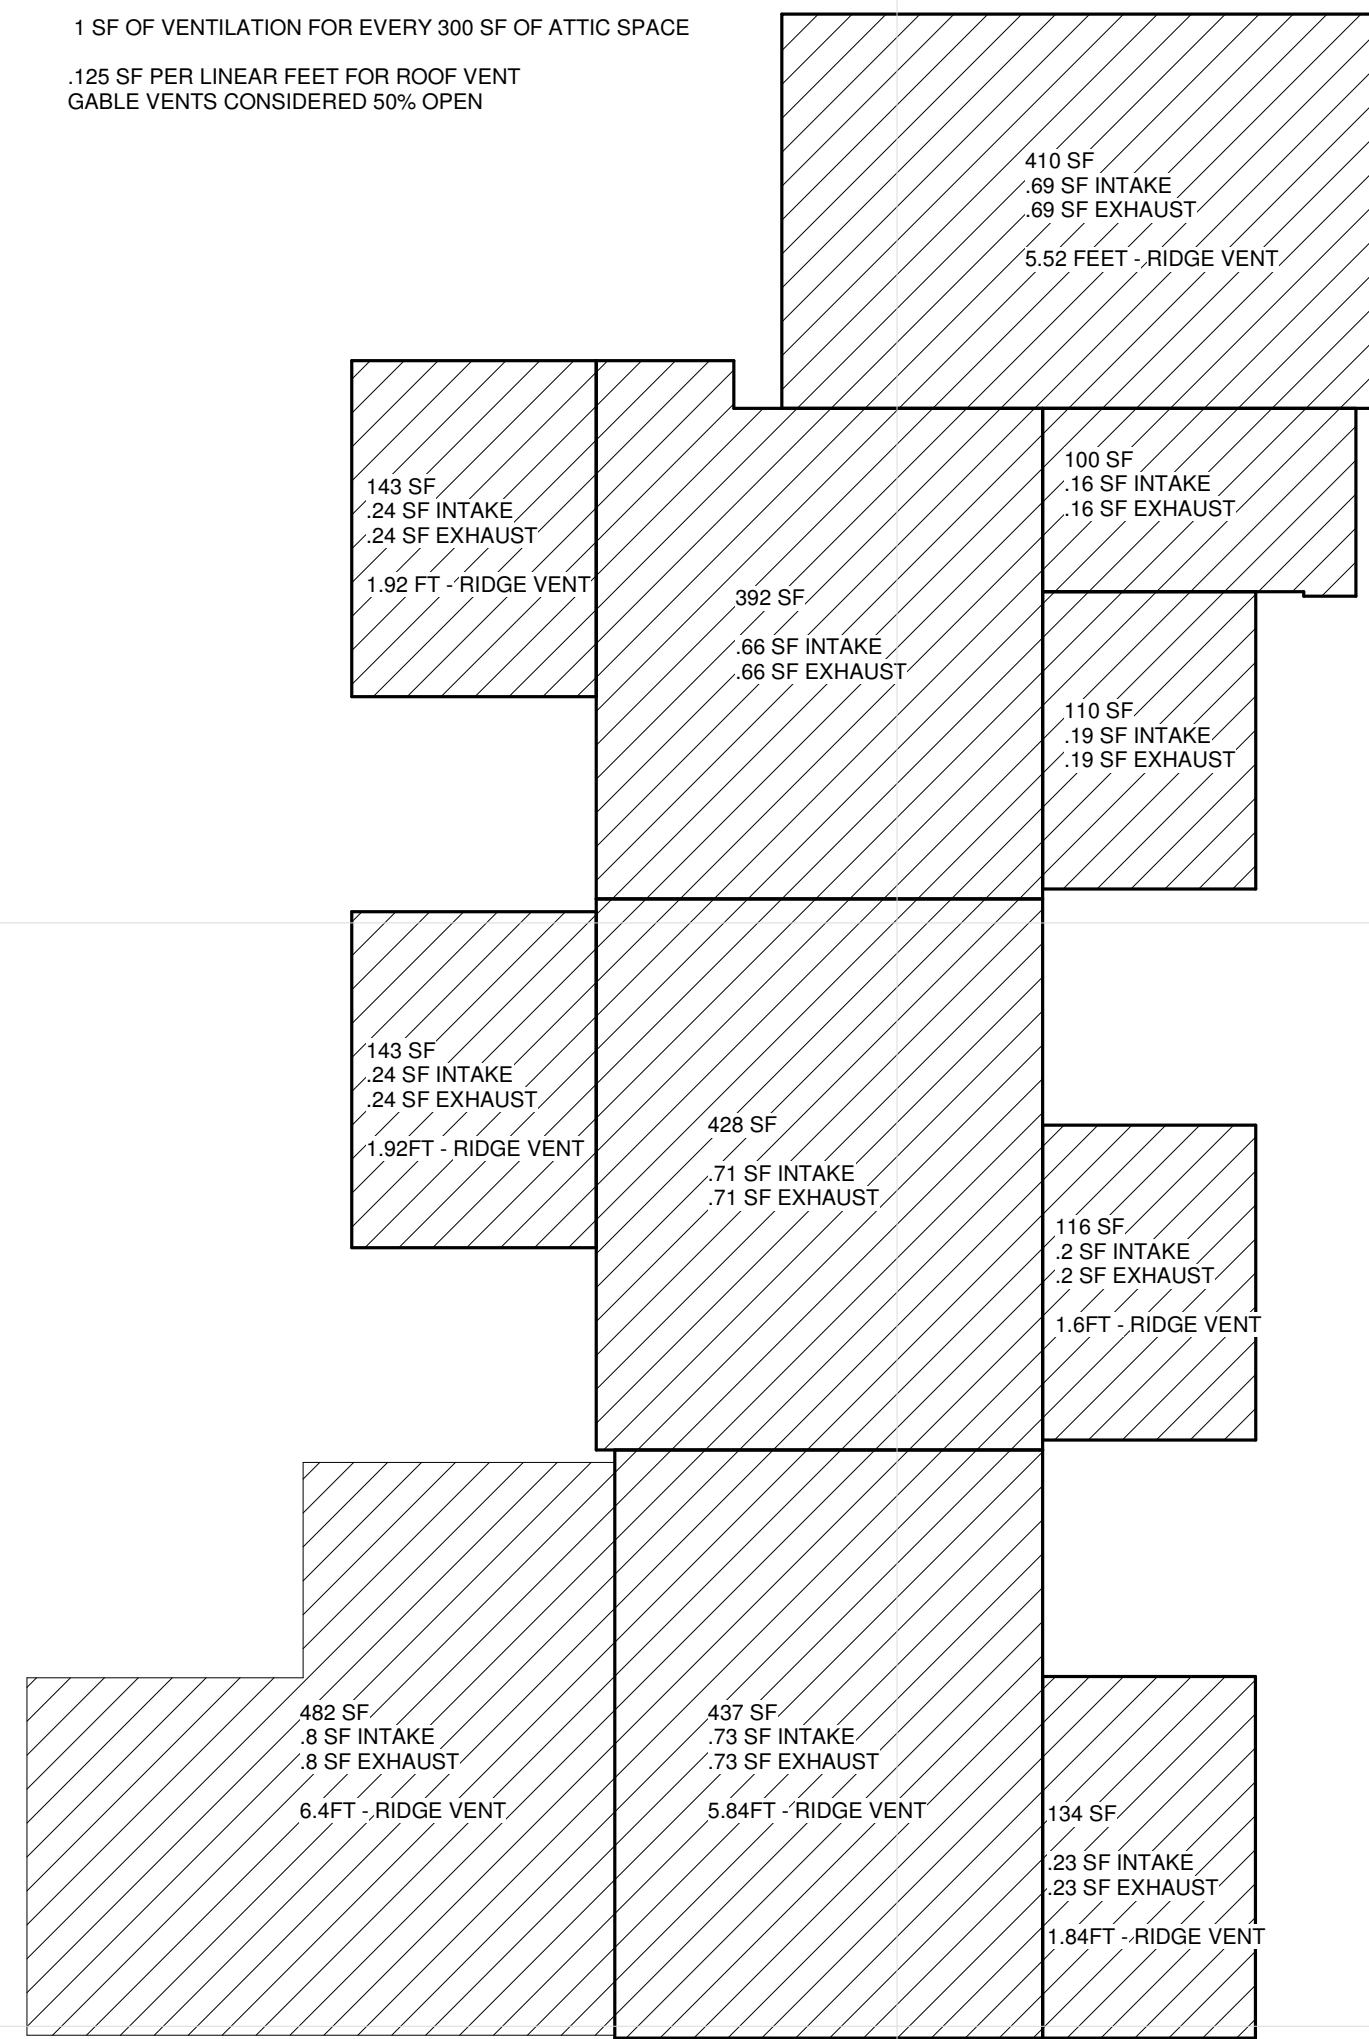 1 SF OF VENTILATION FOR EVERY 300 SF OF ATTIC SPACE
.125 SF PER LINEAR FEET FOR ROOF VENT
GABLE VENTS CONSIDERED 50% OPEN
410 SF
.69 SF INTAKE
.69 SF EXHAUST
5.52 FEET - RIDGE VENT
143 SF
.24 SF INTAKE
.24 SF EXHAUST
1.92 FT - RIDGE VENT
392 SF
.66 SF INTAKE
.66 SF EXHAUST
100 SF
.16 SF INTAKE
.16 SF EXHAUST
110 SF
.19 SF INTAKE
.19 SF EXHAUST
143 SF
.24 SF INTAKE
.24 SF EXHAUST
1.92FT - RIDGE VENT
428 SF
.71 SF INTAKE
.71 SF EXHAUST
116 SF
.2 SF INTAKE
.2 SF EXHAUST
1.6FT - RIDGE VENT
482 SF
.8 SF INTAKE
.8 SF EXHAUST
6.4FT - RIDGE VENT
437 SF
.73 SF INTAKE
.73 SF EXHAUST
5.84FT - RIDGE VENT
134 SF
.23 SF INTAKE
.23 SF EXHAUST
1.84FT - RIDGE VENT